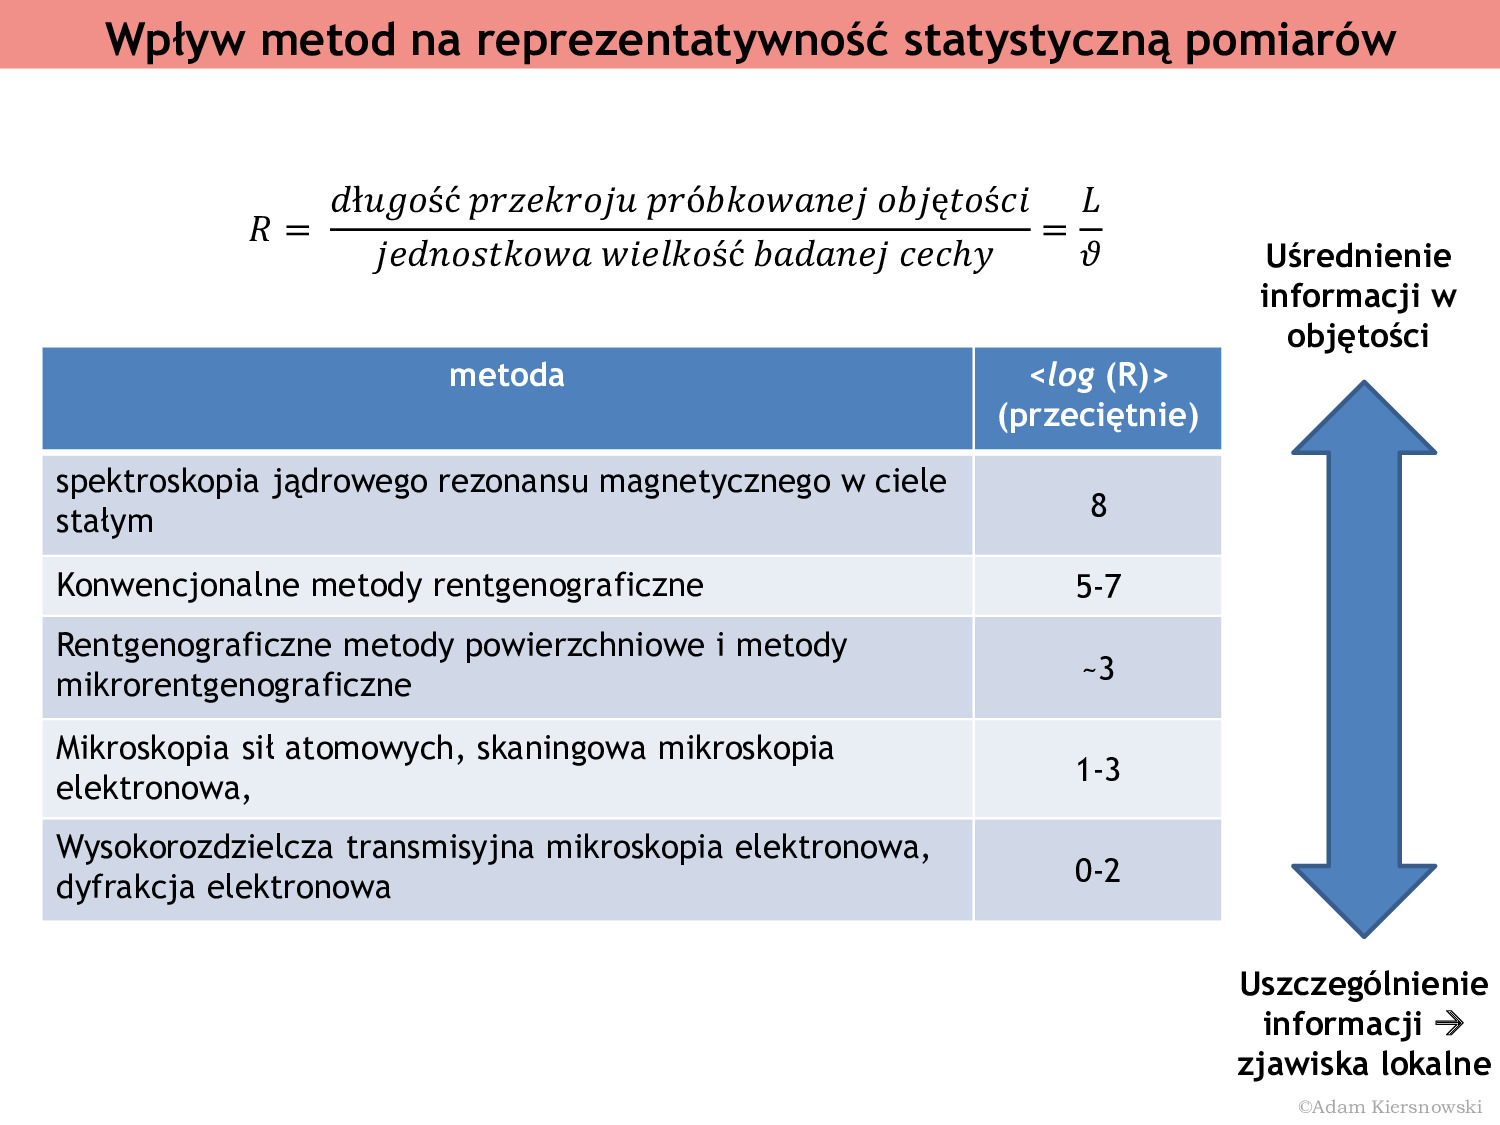 Wpływ metod na reprezentatywność statystyczną pomiarów
R = długość przekroju próbkowanej objętości / jednostkowa wielkość badanej cechy = L / ϑ
Uśrednienie
informacji w
objętości
metoda
<log (R)>
(przeciętnie)
spektroskopia jądrowego rezonansu magnetycznego w ciele
stałym
8
Konwencjonalne metody rentgenograficzne
5-7
Rentgenograficzne metody powierzchniowe i metody
mikrorentgenograficzne
~3
Mikroskopia sił atomowych, skaningowa mikroskopia
elektronowa,
1-3
Wysokorozdzielcza transmisyjna mikroskopia elektronowa,
dyfrakcja elektronowa
0-2
Uszczególnienie
informacji →
zjawiska lokalne
©Adam Kiersnowski